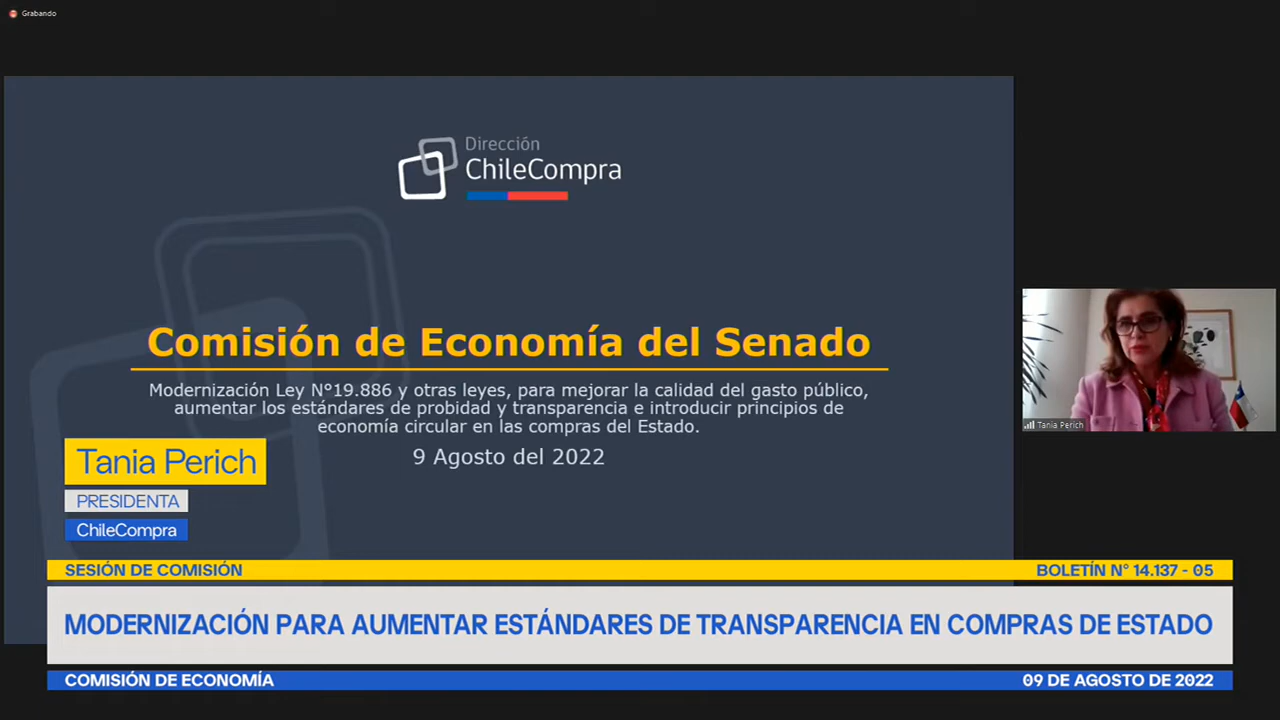 Grabando
Dirección
ChileCompra
Comisión de Economía del Senado
Modernización Ley N°19.886 y otras leyes, para mejorar la calidad del gasto público,
aumentar los estándares de probidad y transparencia e introducir principios de
economía circular en las compras del Estado.
9 Agosto del 2022
Tania Perich
Tania Perich
PRESIDENTA
ChileCompra
SESIÓN DE COMISIÓN
BOLETÍN N° 14.137 - 05
MODERNIZACIÓN PARA AUMENTAR ESTÁNDARES DE TRANSPARENCIA EN COMPRAS DE ESTADO
COMISIÓN DE ECONOMÍA
09 DE AGOSTO DE 2022